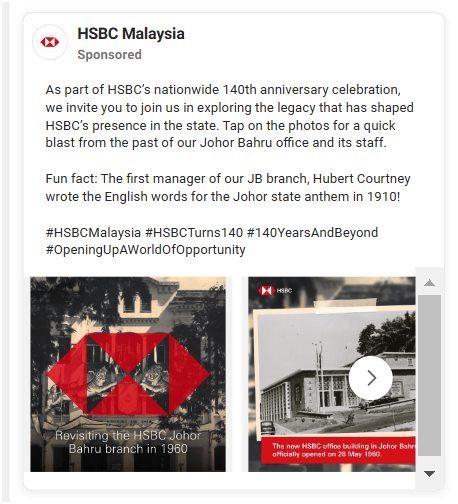 HSBC Malaysia
Sponsored
As part of HSBC's nationwide 140th anniversary celebration,
we invite you to join us in exploring the legacy that has shaped
HSBC's presence in the state. Tap on the photos for a quick
blast from the past of our Johor Bahru office and its staff.
Fun fact: The first manager of our JB branch, Hubert Courtney
wrote the English words for the Johor state anthem in 1910!
#HSBCMalaysia #HSBCTurns140 #140YearsAndBeyond
#OpeningUpAWorldOfOpportunity
Revisiting the HSBC Johor
Bahru branch in 1960
HSBC
The new HSBC office building in Johor Bahr
officially opened on 28 May 1960.